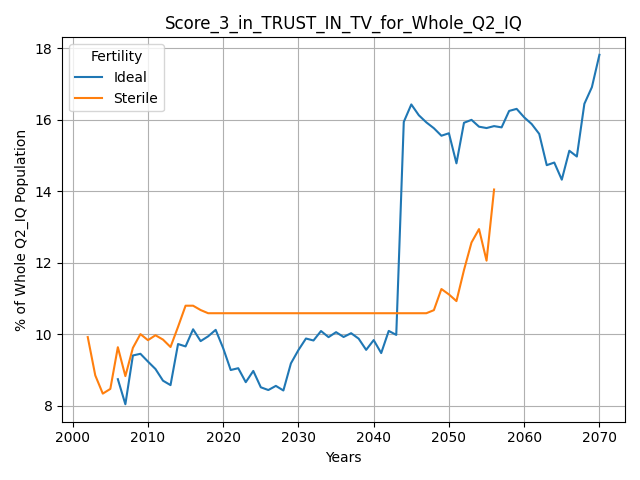 Score_3_in_TRUST_IN_TV_for_Whole_Q2_IQ
Fertility
Ideal
Sterile
% of Whole Q2_IQ Population
18
16
14
12
10
8
2000 2010 2020 2030 2040 2050 2060 2070
Years